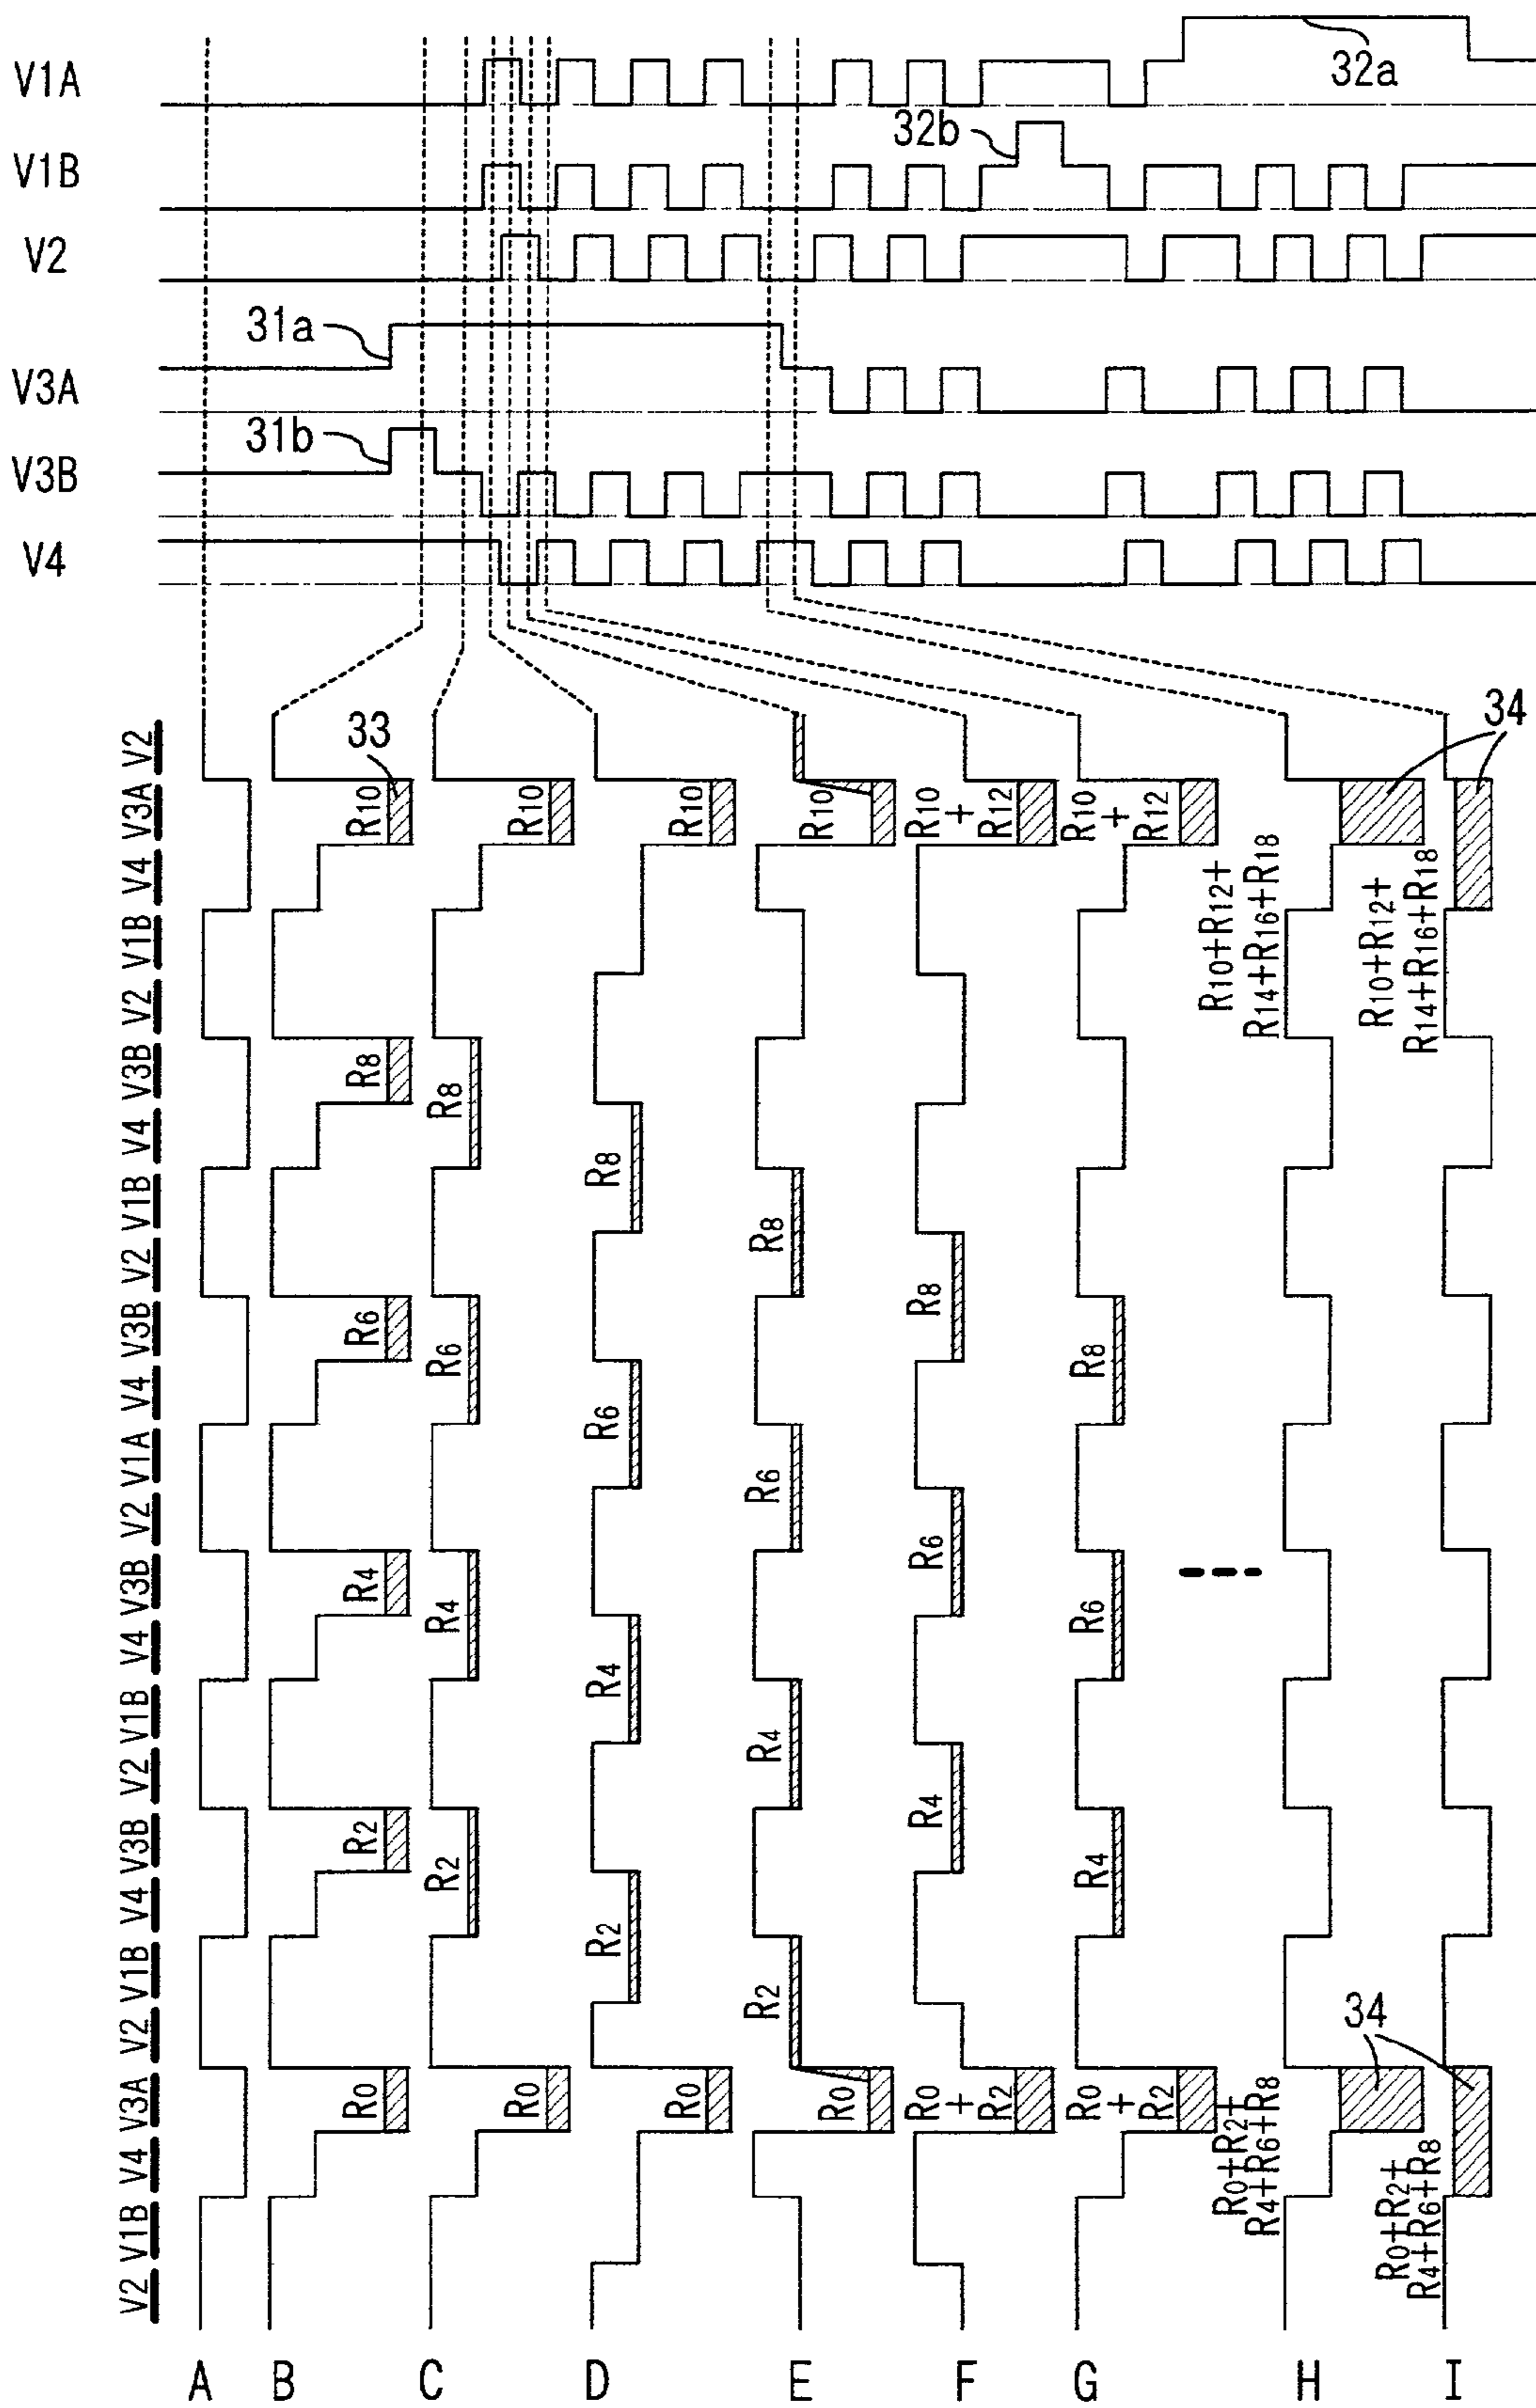 V1A
32a
V1B
32b
V2
31a
V3A
31b
V3B
V4
V2 V1B V4 V3A V2 V1B V4 V3B V2 V1B V4 V3B V2 V1A V4 V3B V2 V1B V4 V3B V2 V1B V4 V3A V2
A
B
R0 R2 R4 R6 R8 R10
33
C
R0 R2 R4 R6 R8 R10
D
R0 R2 R4 R6 R8 R10
E
R0 R2 R4 R6 R8 R10
F
R0
+
R2
R4 R6 R8
R10
+
R12
G
R0
+
R2
R4 R6 R8
R10
+
R12
H
R0+R2+
R4+R6+R8
R10+R12+
R14+R16+R18
34
I
R0+R2+
R4+R6+R8
R10+R12+
R14+R16+R18
34